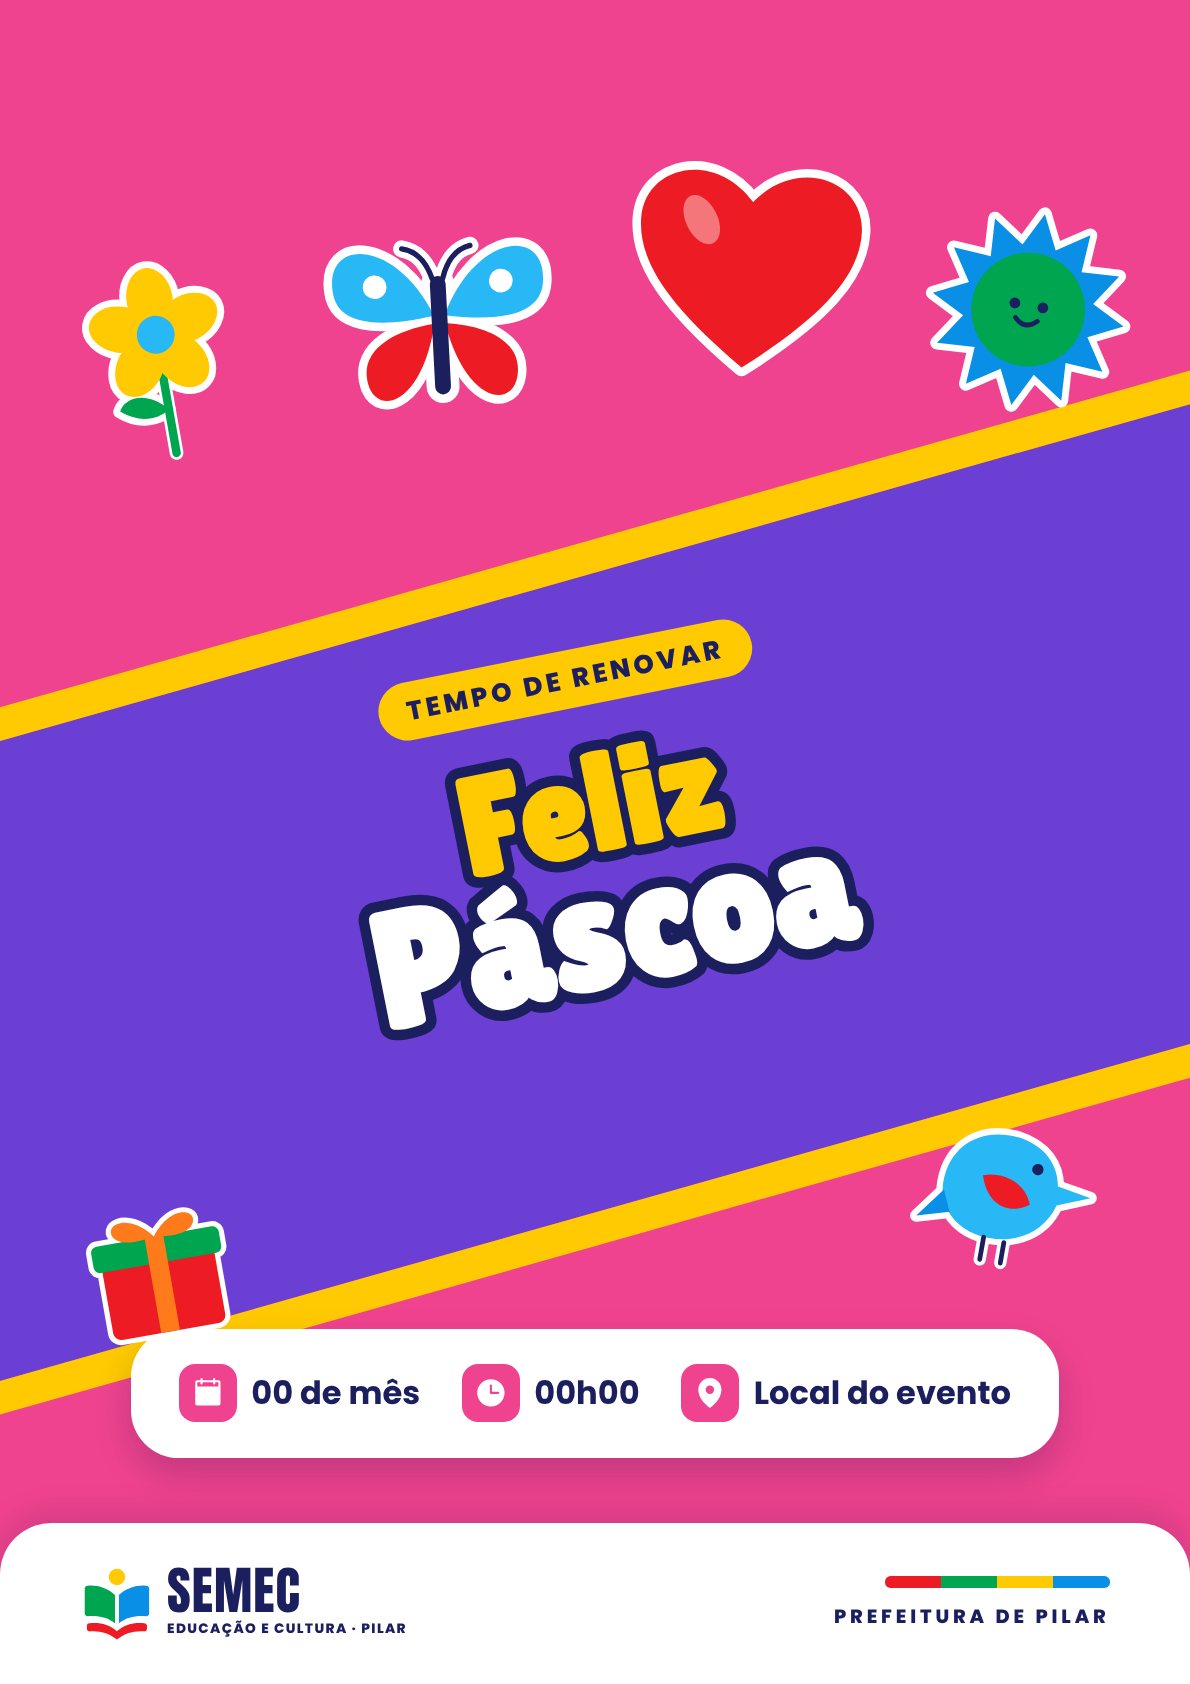 TEMPO DE RENOVAR
Feliz
Páscoa
00 de mês
00h00
Local do evento
SEMEC
EDUCAÇÃO E CULTURA · PILAR
PREFEITURA DE PILAR